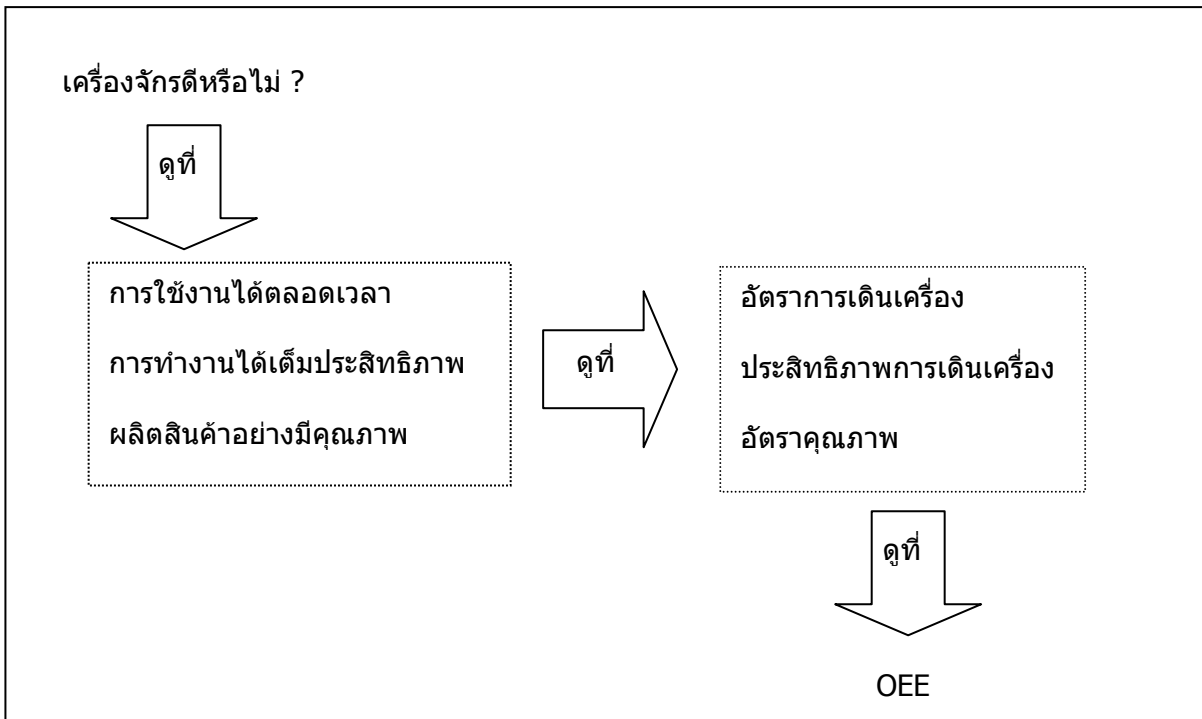 เครื่องจักรดีหรือไม่ ?
ดูที่
การใช้งานได้ตลอดเวลา
การทำงานได้เต็มประสิทธิภาพ
ผลิตสินค้าอย่างมีคุณภาพ
ดูที่
อัตราการเดินเครื่อง
ประสิทธิภาพการเดินเครื่อง
อัตราคุณภาพ
ดูที่
OEE